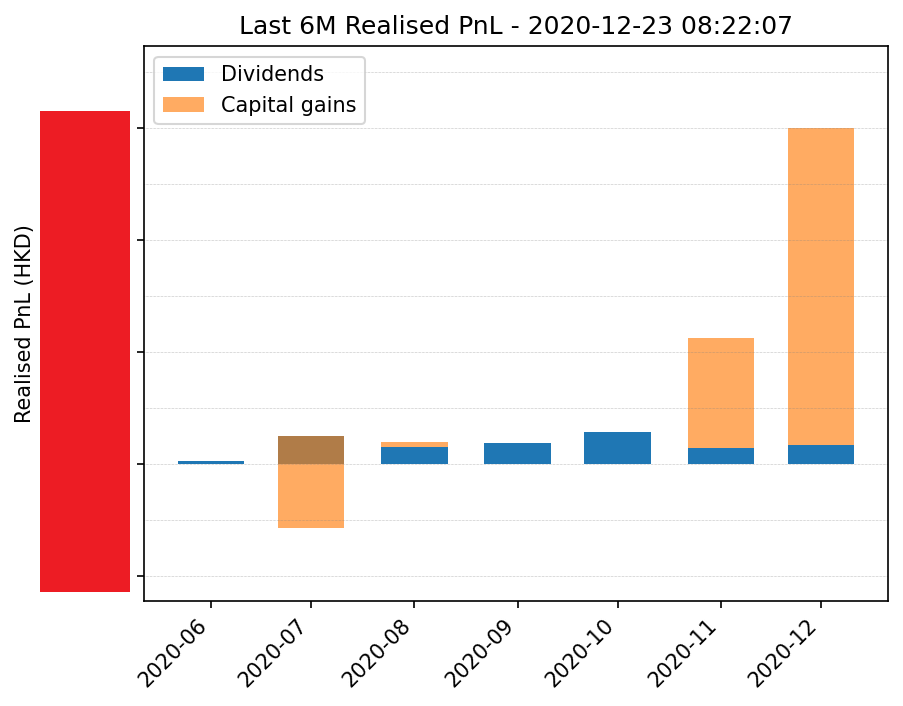 Last 6M Realised PnL - 2020-12-23 08:22:07
Dividends
Capital gains
Realised PnL (HKD)
2020-06
2020-07
2020-08
2020-09
2020-10
2020-11
2020-12